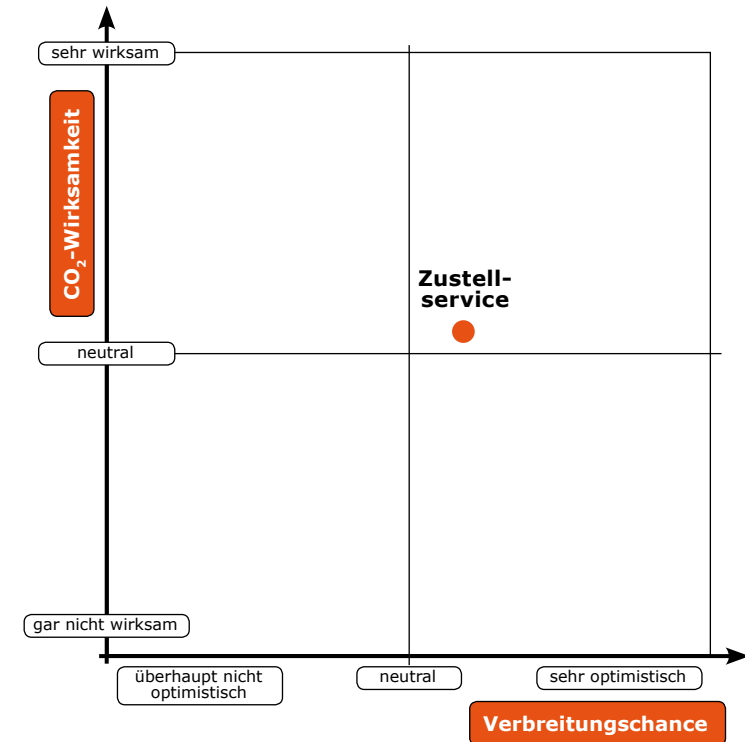 sehr wirksam
CO₂-Wirksamkeit
Zustell-
service
neutral
gar nicht wirksam
überhaupt nicht
optimistisch
neutral
sehr optimistisch
Verbreitungschance